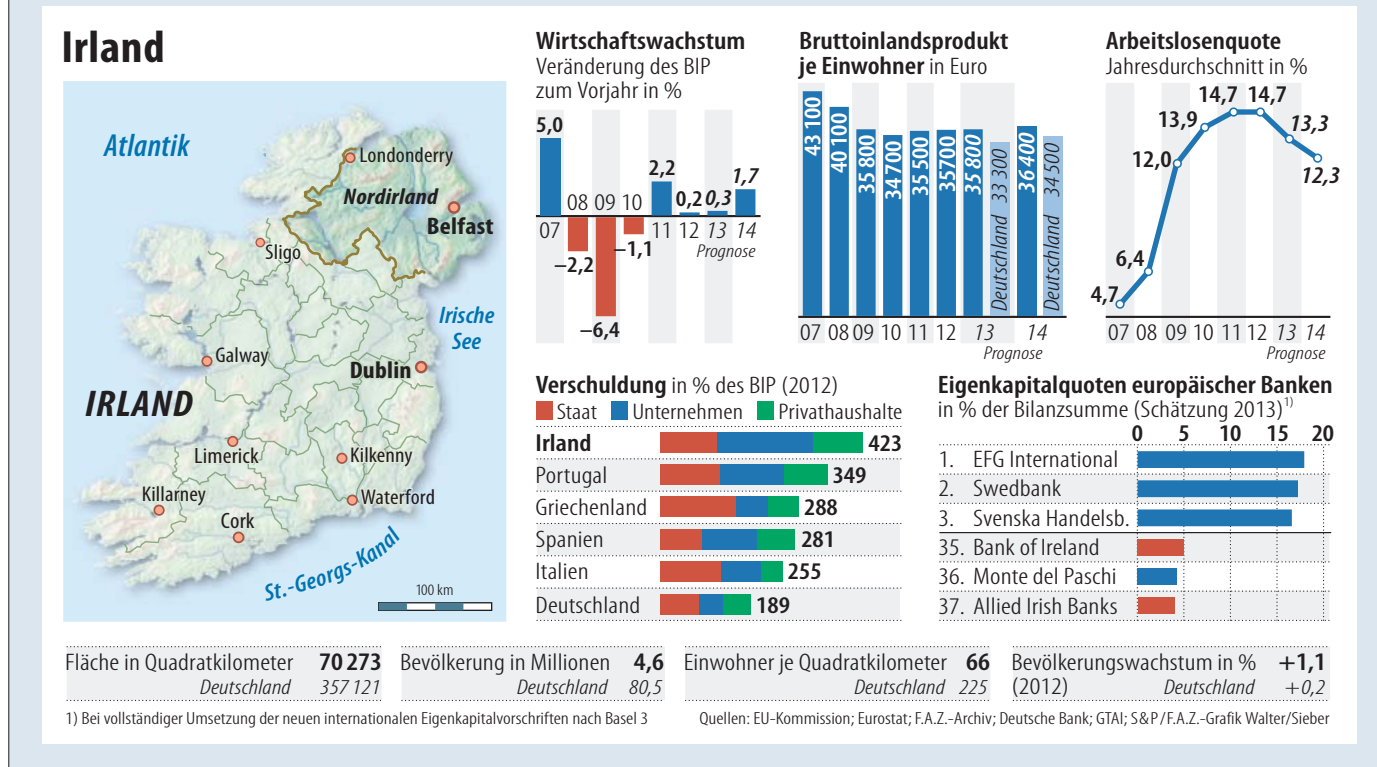 Irland
Atlantik
Londonderry
Nordirland
Belfast
Sligo
Irische
See
Galway
Dublin
IRLAND
Limerick
Kilkenny
Killarney
Waterford
Cork
St.-Georgs-Kanal
100 km
Wirtschaftswachstum
Veränderung des BIP
zum Vorjahr in %
5,0
2,2
1,7
08 09 10
0,2 0,3
07
11 12 13 14
−2,2
−1,1
Prognose
−6,4
Bruttoinlandsprodukt
je Einwohner in Euro
43 100
40 100
35 800
34 700
35 500
35 700
35 800
Deutschland 33 300
36 400
Deutschland 34 500
07 08 09 10 11 12 13 14
Prognose
Arbeitslosenquote
Jahresdurchschnitt in %
14,7 14,7
13,9
13,3
12,0
12,3
6,4
4,7
07 08 09 10 11 12 13 14
Prognose
Verschuldung in % des BIP (2012)
Staat Unternehmen Privathaushalte
Irland 423
Portugal 349
Griechenland 288
Spanien 281
Italien 255
Deutschland 189
Eigenkapitalquoten europäischer Banken
in % der Bilanzsumme (Schätzung 2013)1)
0 5 10 15 20
1. EFG International
2. Swedbank
3. Svenska Handelsb.
35. Bank of Ireland
36. Monte del Paschi
37. Allied Irish Banks
Fläche in Quadratkilometer 70 273
Deutschland 357 121
Bevölkerung in Millionen 4,6
Deutschland 80,5
Einwohner je Quadratkilometer 66
Deutschland 225
Bevölkerungswachstum in % +1,1
(2012) Deutschland +0,2
1) Bei vollständiger Umsetzung der neuen internationalen Eigenkapitalvorschriften nach Basel 3
Quellen: EU-Kommission; Eurostat; F.A.Z.-Archiv; Deutsche Bank; GTAI; S&P/F.A.Z.-Grafik Walter/Sieber